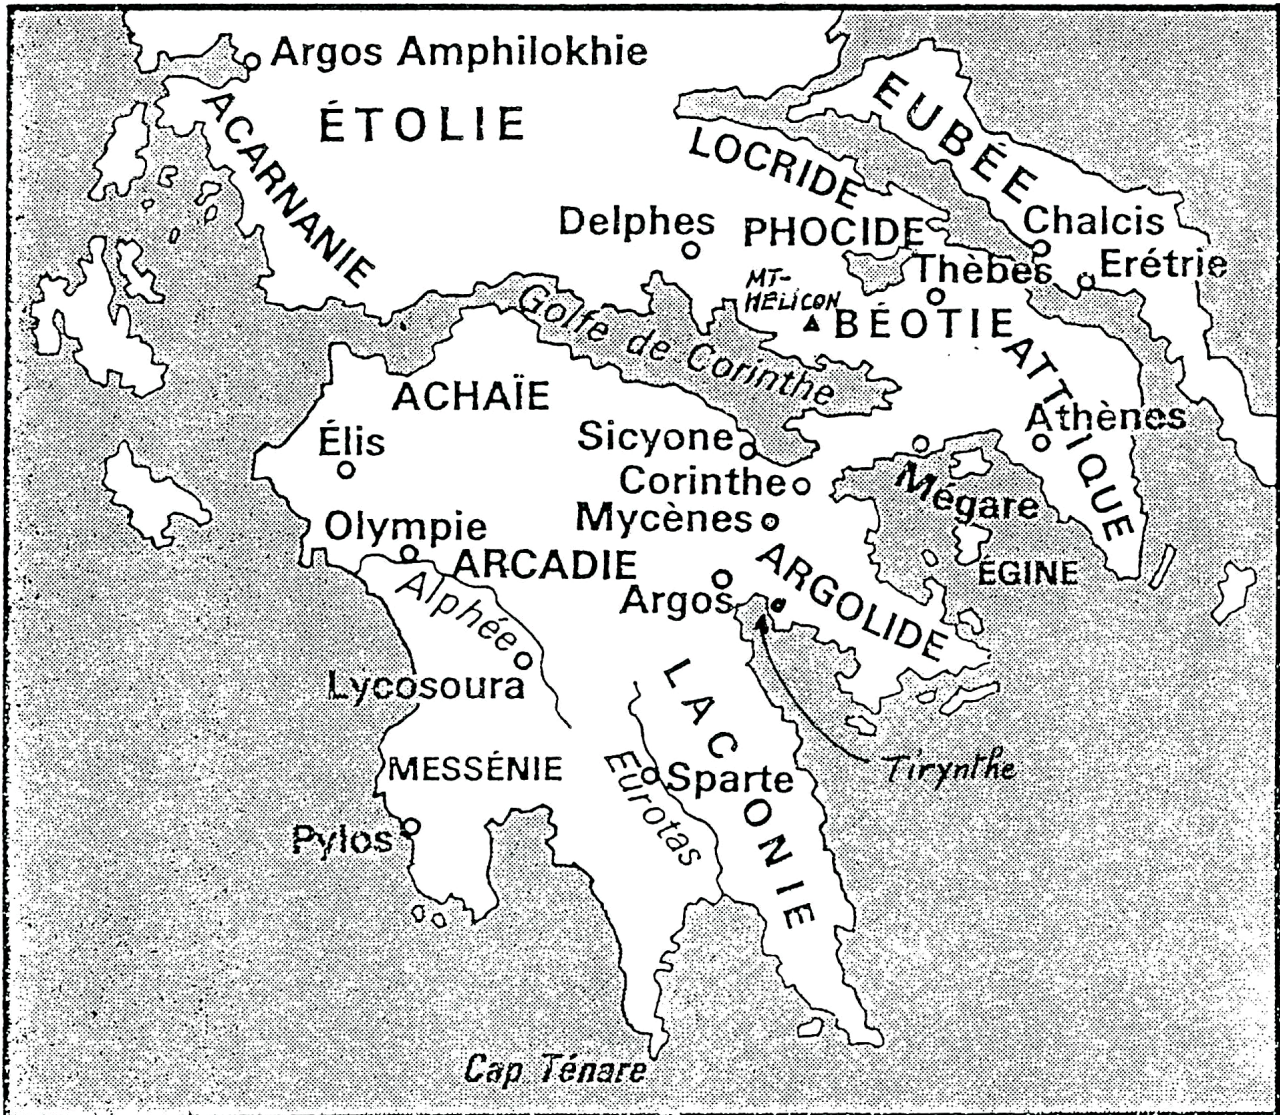 Argos Amphilokhie
ÉTOLIE
ACARNANIE
EUBÉE
LOCRIDE
Delphes
PHOCIDE
Chalcis
Thèbes
Erétrie
MT-
HÉLICON
BÉOTIE
Golfe de Corinthe
ATTIQUE
ACHAÏE
Athènes
Élis
Sicyone
Corinthe
Mégare
Mycènes
Olympie
ARCADIE
ARGOLIDE
ÉGINE
Alphée
Argos
Lycosoura
LACONIE
MESSÉNIE
Eurotas
Sparte
Tirynthe
Pylos
Cap Ténare